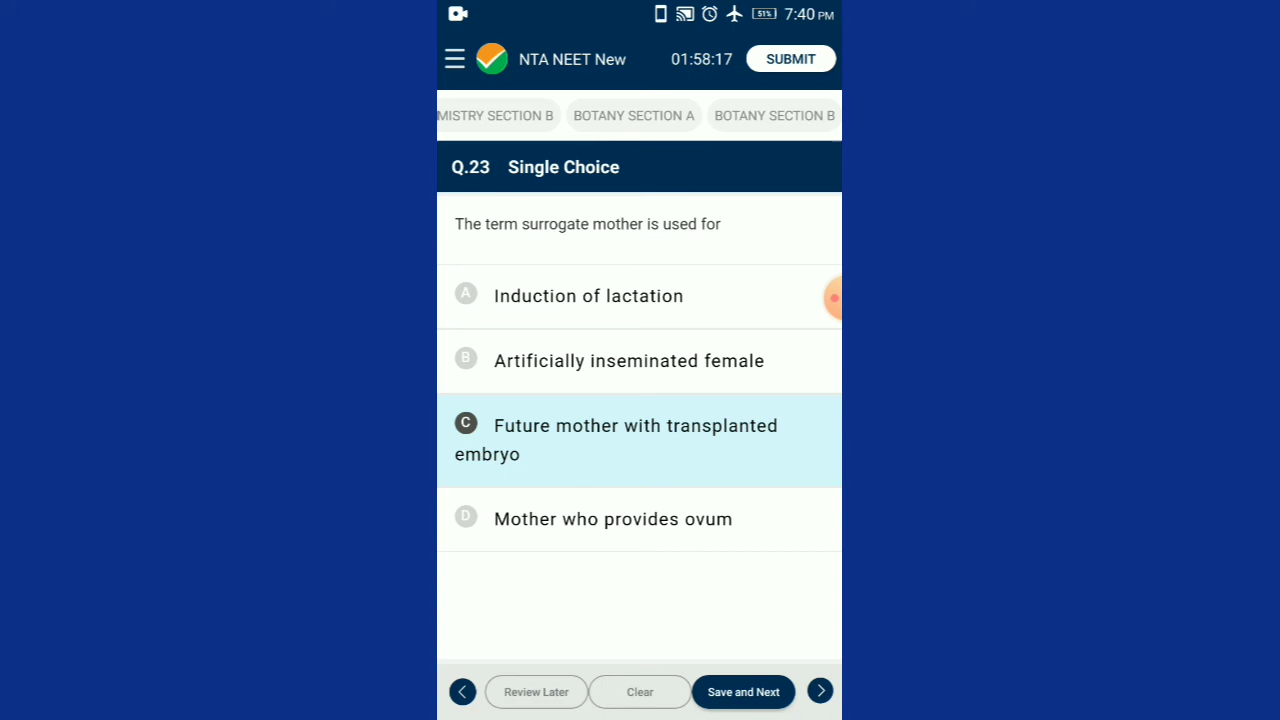 51% 7:40 PM
NTA NEET New 01:58:17 SUBMIT
MISTRY SECTION B BOTANY SECTION A BOTANY SECTION B
Q.23 Single Choice
The term surrogate mother is used for
A Induction of lactation
B Artificially inseminated female
C Future mother with transplanted
embryo
D Mother who provides ovum
Review Later Clear Save and Next